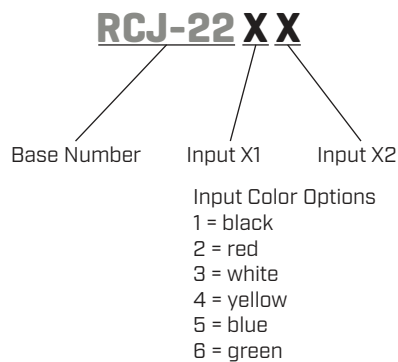 RCJ-22 X X
Base Number Input X1 Input X2
Input Color Options
1 = black
2 = red
3 = white
4 = yellow
5 = blue
6 = green